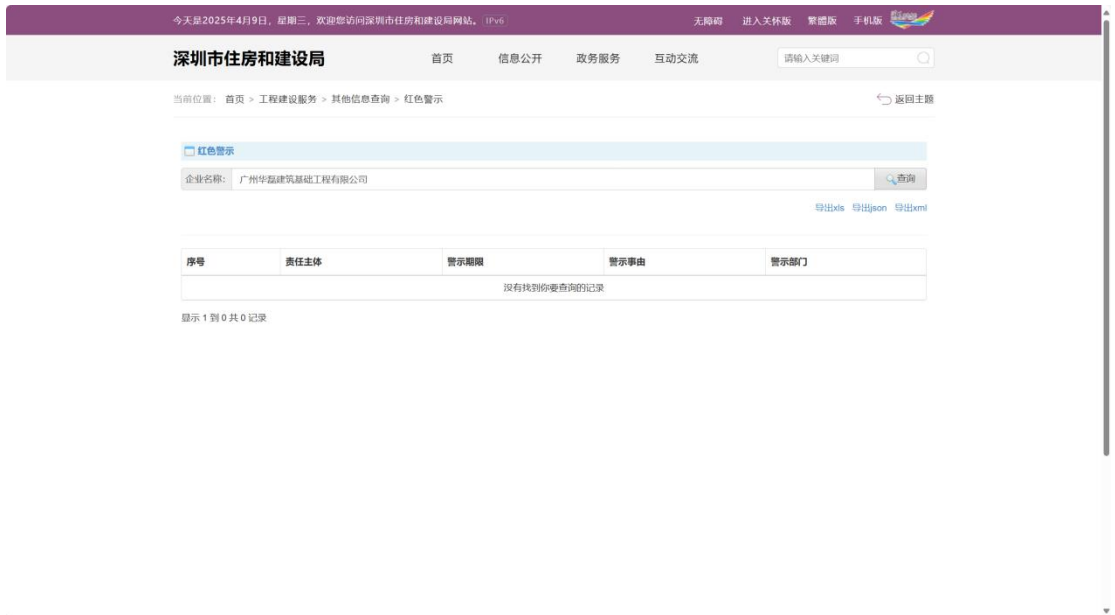 今天是2025年4月9日，星期三，欢迎您访问深圳市住房和建设局网站。 IPv6 无障碍 进入关怀版 繁體版 手机版
深圳市住房和建设局 首页 信息公开 政务服务 互动交流 请输入关键词
当前位置： 首页 > 工程建设服务 > 其他信息查询 > 红色警示 返回主题
红色警示
企业名称: 广州华磊建筑基础工程有限公司 查询
导出xls 导出json 导出xml
序号 责任主体 警示期限 警示事由 警示部门
没有找到你要查询的记录
显示 1 到 0 共 0 记录